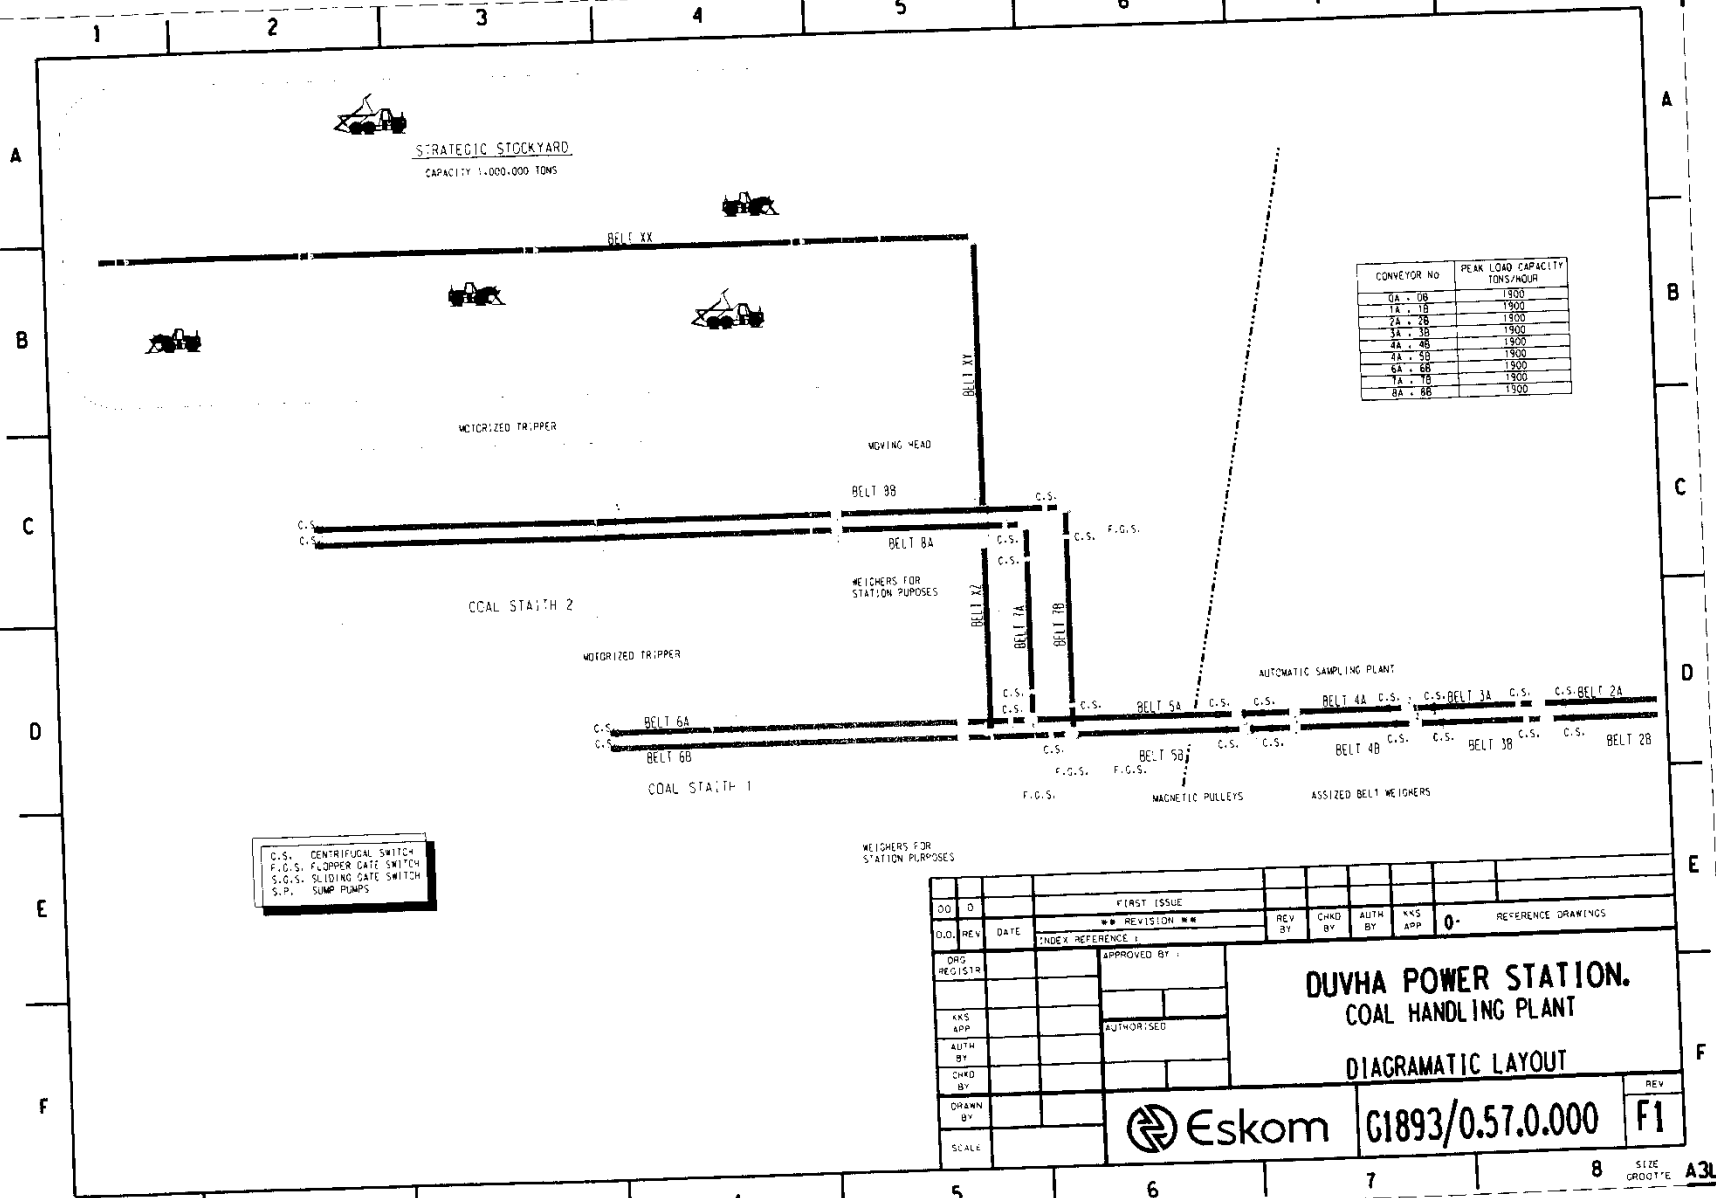 1 2 3 4 5 6
A
A
STRATEGIC STOCKYARD
CAPACITY 1.000.000 TONS
BELT XX
CONVEYOR NO PEAK LOAD CAPACITY
TONS/HOUR
0A . 0B 1900
1A . 1B 1900
2A . 2B 1900
3A . 3B 1900
4A . 4B 1900
4A . 5B 1900
6A . 6B 1900
7A . 7B 1900
8A . 6B 1900
B
B
BELT XY
MOTORIZED TRIPPER
MOVING HEAD
BELT 8B
C.S.
C
C
C.S.
C.S.
BELT 8A
C.S.
C.S.
C.S. F.G.S.
WEIGHERS FOR
STATION PUPOSES
COAL STAITH 2
BELT XZ
BELT 7A
BELT 7B
MOTORIZED TRIPPER
AUTOMATIC SAMPLING PLANT
D
D
C.S.
C.S.
C.S. BELT 6A
C.S. BELT 5A C.S. C.S. BELT 4A C.S. C.S. BELT 3A C.S. C.S. BELT 2A
C.S.
BELT 6B
C.S. BELT 5B C.S. C.S. BELT 4B C.S. C.S. BELT 3B C.S. C.S. BELT 2B
F.G.S. F.G.S.
COAL STAITH 1
F.G.S.
MAGNETIC PULLEYS
ASSIZED BELT WEIGHERS
WEIGHERS FOR
STATION PURPOSES
C.S. CENTRIFUGAL SWITCH
F.G.S. FLOPPER GATE SWITCH
S.G.S. SLIDING GATE SWITCH
S.P. SUMP PUMPS
E
E
00 0 FIRST ISSUE
** REVISION **
O.O. REV DATE
INDEX REFERENCE :
REV BY
CHKD BY
AUTH BY
KKS APP
0-
REFERENCE DRAWINGS
DRG
REGISTR
APPROVED BY :
KKS
APP
AUTHORISED
AUTH
BY
CHKD
BY
DRAWN
BY
SCALE
DUVHA POWER STATION.
COAL HANDLING PLANT
DIAGRAMATIC LAYOUT
F
F
Eskom
G1893/0.57.0.000
REV
F1
5 6 7 8
SIZE
GROOTTE